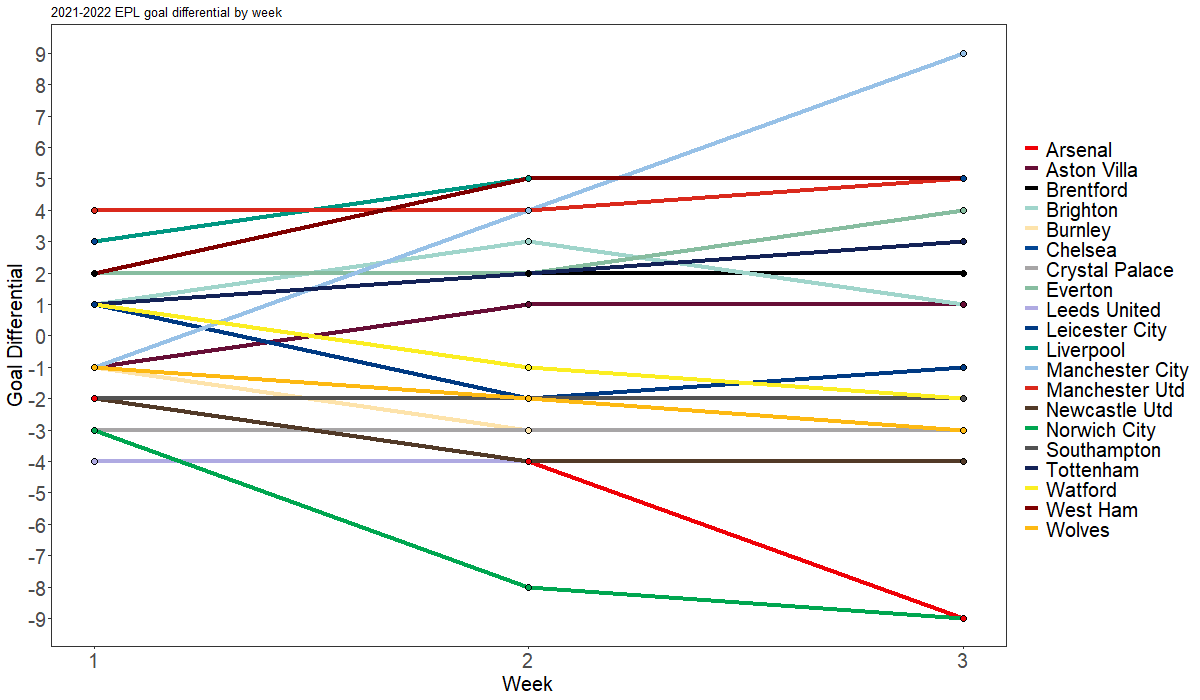 2021-2022 EPL goal differential by week
9
8
7
6
5
4
3
2
1
0
-1
-2
-3
-4
-5
-6
-7
-8
-9
Goal Differential
1
2
3
Week
Arsenal
Aston Villa
Brentford
Brighton
Burnley
Chelsea
Crystal Palace
Everton
Leeds United
Leicester City
Liverpool
Manchester City
Manchester Utd
Newcastle Utd
Norwich City
Southampton
Tottenham
Watford
West Ham
Wolves